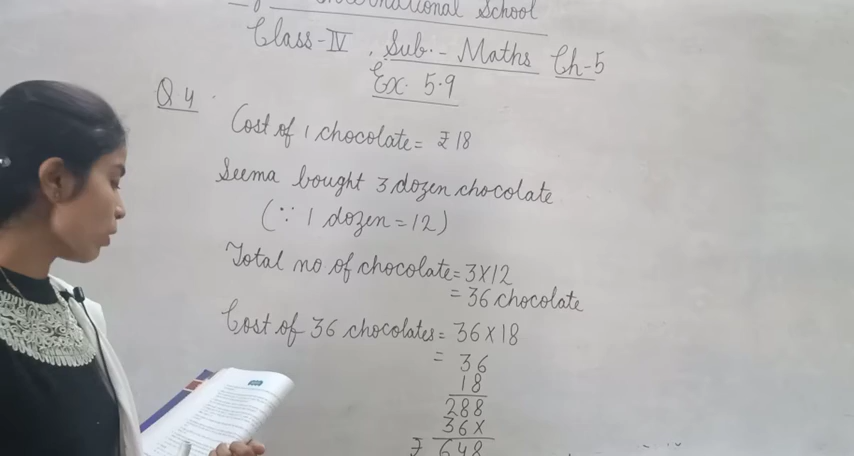 International School
Class-IV, Sub.- Maths Ch-5
Ex. 5.9
Q 4.
Cost of 1 chocolate = ₹ 18
Seema bought 3 dozen chocolate
(∵ 1 dozen = 12)
Total no of chocolate = 3×12
= 36 chocolate
Cost of 36 chocolates = 36×18
= 36
18
288
36×
₹ 648